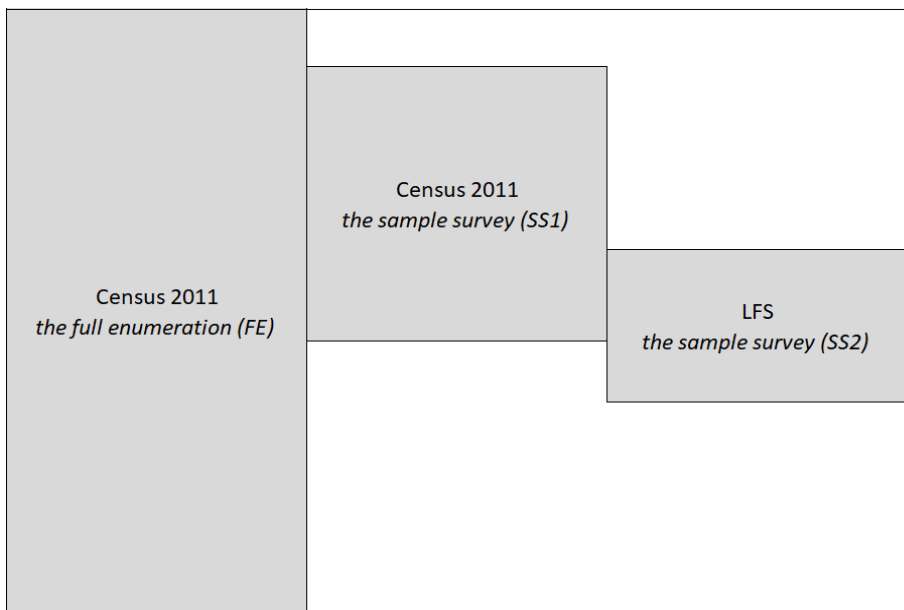 Census 2011
the full enumeration (FE)
Census 2011
the sample survey (SS1)
LFS
the sample survey (SS2)